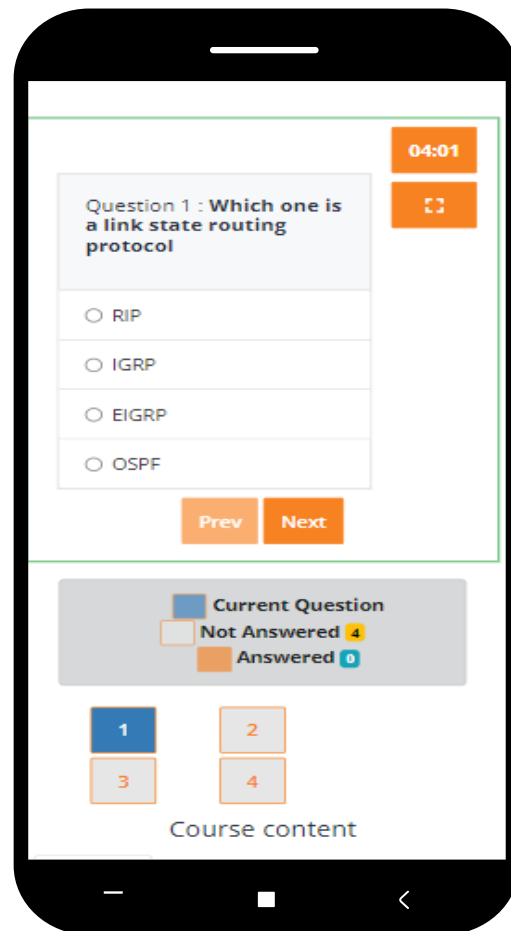 04:01
Question 1 : Which one is
a link state routing
protocol
RIP
IGRP
EIGRP
OSPF
Prev Next
Current Question
Not Answered 4
Answered 0
1 2
3 4
Course content